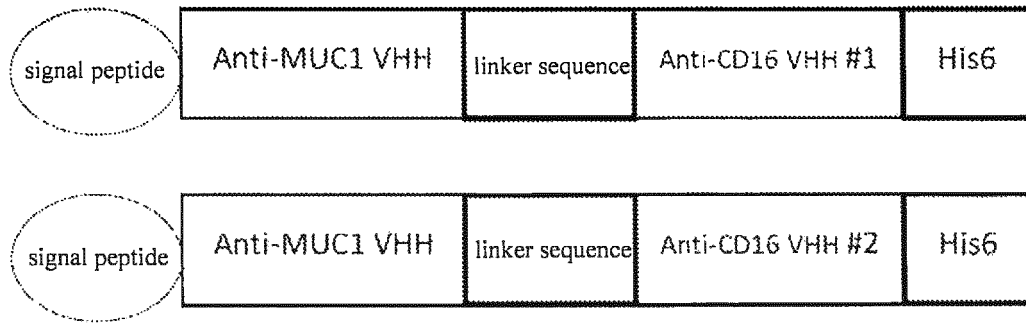 signal peptide Anti-MUC1 VHH linker sequence Anti-CD16 VHH #1 His6
signal peptide Anti-MUC1 VHH linker sequence Anti-CD16 VHH #2 His6